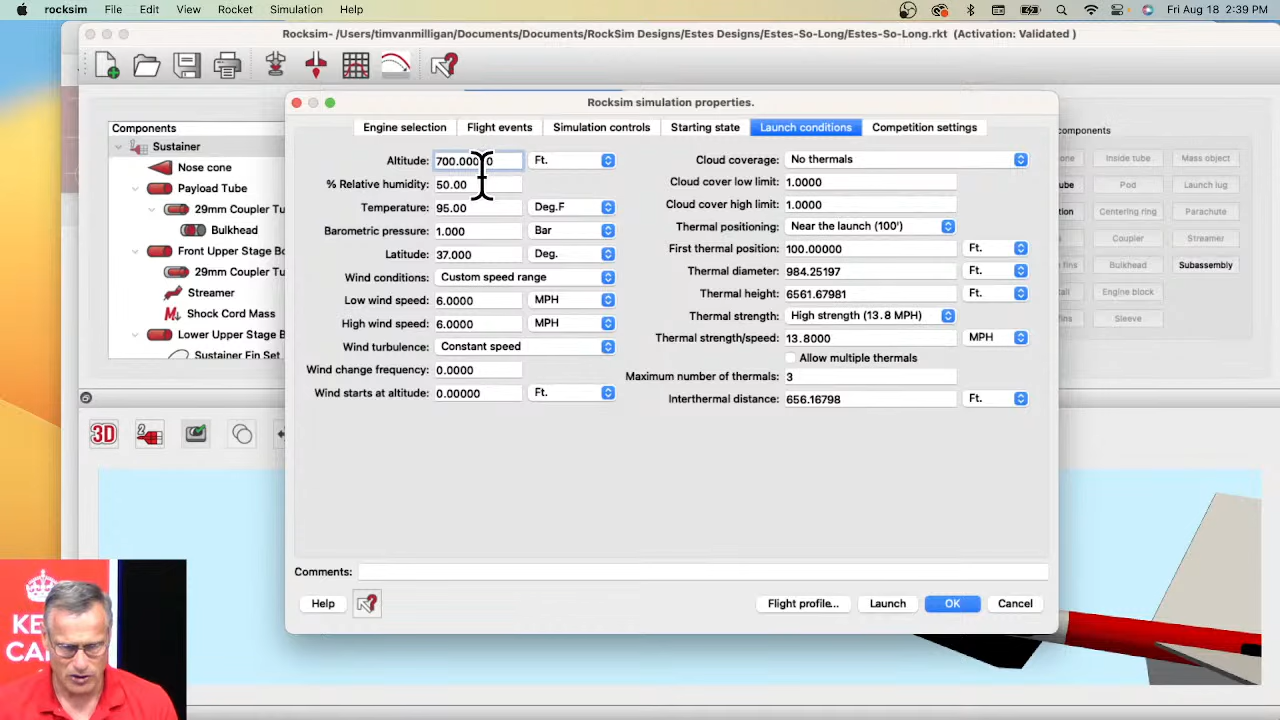 rocksim File Edit View Rocket Simulation Help Fri Aug 18 2:39 PM
Rocksim- /Users/timvanmilligan/Documents/Documents/RockSim Designs/Estes Designs/Estes-So-Long/Estes-So-Long.rkt (Activation: Validated )
Rocksim simulation properties.
Engine selection Flight events Simulation controls Starting state Launch conditions Competition settings
Components
Sustainer
Nose cone
Payload Tube
29mm Coupler Tu
Bulkhead
Front Upper Stage Bo
29mm Coupler Tu
Streamer
Shock Cord Mass
Lower Upper Stage B
Sustainer Fin Set
Altitude: Ft.
% Relative humidity: 50.00
Temperature: 95.00 Deg.F
Barometric pressure: 1.000 Bar
Latitude: 37.000 Deg.
Wind conditions: Custom speed range
Low wind speed: 6.0000 MPH
High wind speed: 6.0000 MPH
Wind turbulence: Constant speed
Wind change frequency: 0.0000
Wind starts at altitude: 0.00000 Ft.
Cloud coverage: No thermals
Cloud cover low limit: 1.0000
Cloud cover high limit: 1.0000
Thermal positioning: Near the launch (100')
First thermal position: 100.00000 Ft.
Thermal diameter: 984.25197 Ft.
Thermal height: 6561.67981 Ft.
Thermal strength: High strength (13.8 MPH)
Thermal strength/speed: 13.8000 MPH
Allow multiple thermals
Maximum number of thermals: 3
Interthermal distance: 656.16798 Ft.
omponents
one Inside tube Mass object
ube Pod Launch lug
tion Centering ring Parachute
Coupler Streamer
fins Bulkhead Subassembly
Engine block
fins Sleeve
3D
Comments:
Help Flight profile... Launch OK Cancel
KE
CA